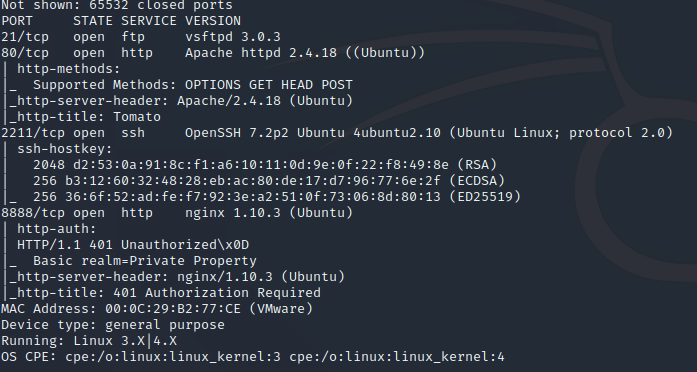 Not shown: 65532 closed ports
PORT     STATE SERVICE VERSION
21/tcp   open  ftp     vsftpd 3.0.3
80/tcp   open  http    Apache httpd 2.4.18 ((Ubuntu))
| http-methods:
|_  Supported Methods: OPTIONS GET HEAD POST
|_http-server-header: Apache/2.4.18 (Ubuntu)
|_http-title: Tomato
2211/tcp open  ssh     OpenSSH 7.2p2 Ubuntu 4ubuntu2.10 (Ubuntu Linux; protocol 2.0)
| ssh-hostkey:
|   2048 d2:53:0a:91:8c:f1:a6:10:11:0d:9e:0f:22:f8:49:8e (RSA)
|   256 b3:12:60:32:48:28:eb:ac:80:de:17:d7:96:77:6e:2f (ECDSA)
|_  256 36:6f:52:ad:fe:f7:92:3e:a2:51:0f:73:06:8d:80:13 (ED25519)
8888/tcp open  http    nginx 1.10.3 (Ubuntu)
| http-auth:
| HTTP/1.1 401 Unauthorized\x0D
|_  Basic realm=Private Property
|_http-server-header: nginx/1.10.3 (Ubuntu)
|_http-title: 401 Authorization Required
MAC Address: 00:0C:29:B2:77:CE (VMware)
Device type: general purpose
Running: Linux 3.X|4.X
OS CPE: cpe:/o:linux:linux_kernel:3 cpe:/o:linux:linux_kernel:4